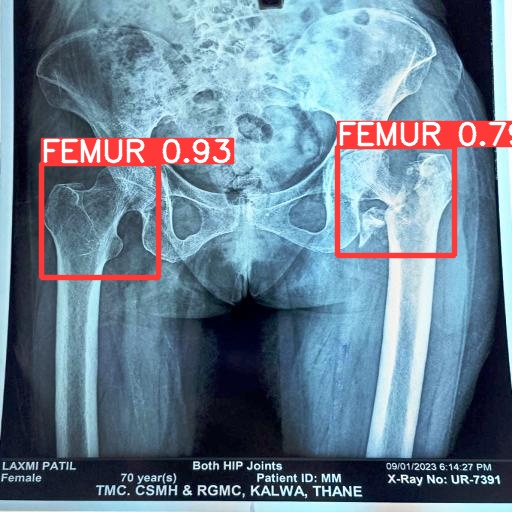 FEMUR 0.93
FEMUR 0.79
LAXMI PATIL
Female
70 year(s)
Both HIP Joints
Patient ID: MM
09/01/2023 6:14:27 PM
X-Ray No: UR-7391
TMC. CSMH & RGMC, KALWA, THANE